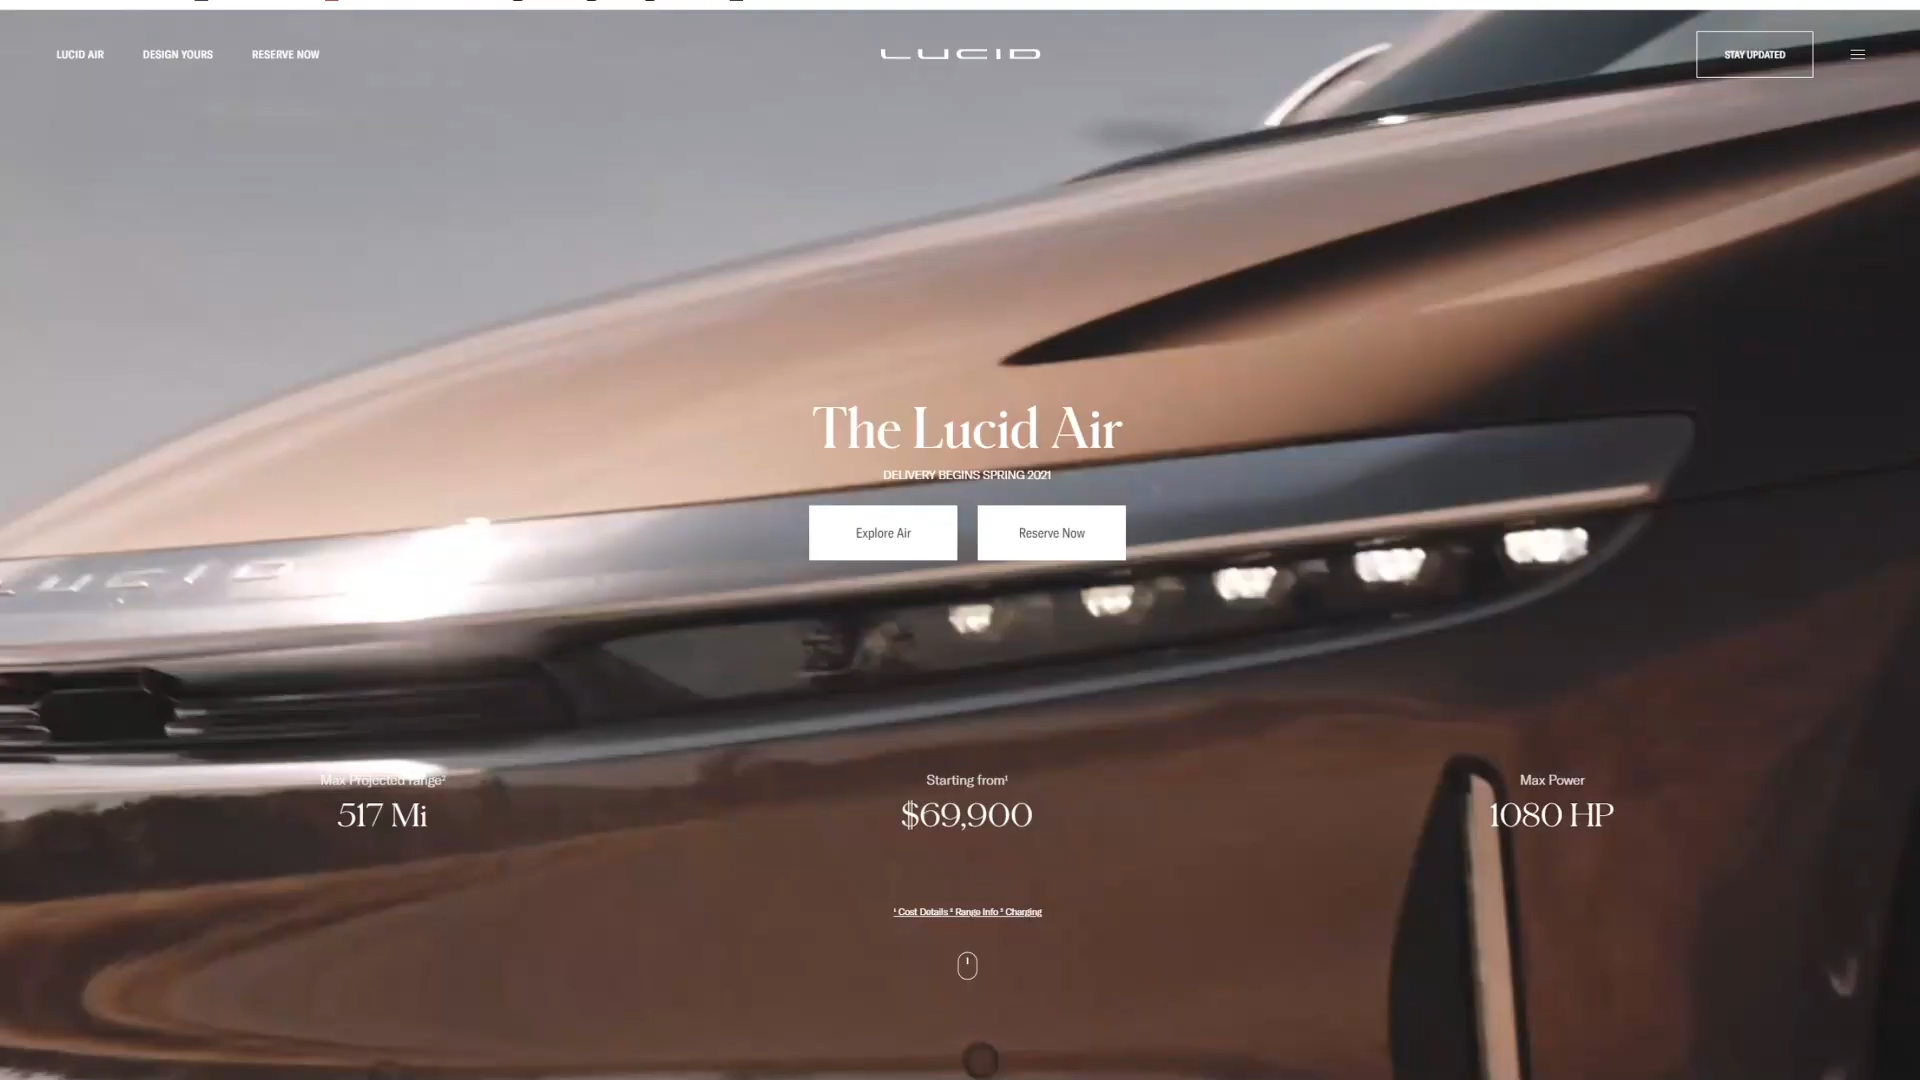 LUCID AIR
DESIGN YOURS
RESERVE NOW
LUCID
STAY UPDATED
The Lucid Air
DELIVERY BEGINS SPRING 2021
Explore Air
Reserve Now
LUCID
Max Projected range²
517 Mi
Starting from¹
$69,900
Max Power
1080 HP
¹ Cost Details ² Range Info ³ Charging